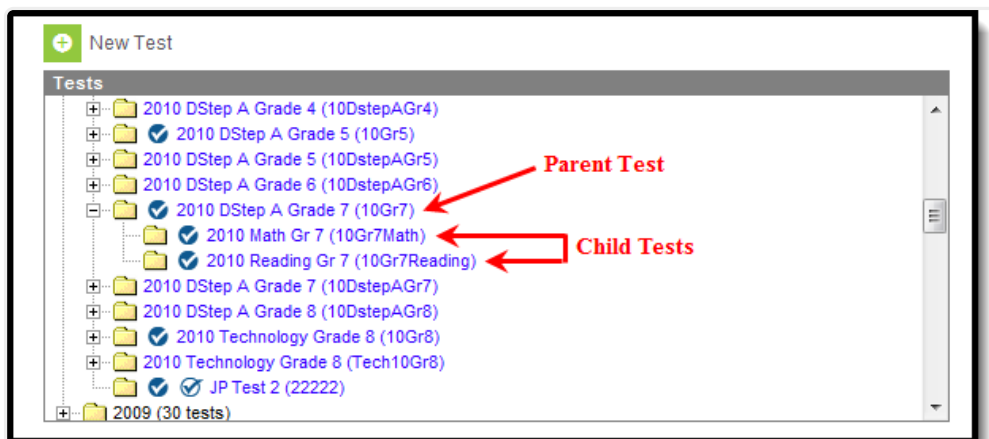 New Test
Tests
2010 DStep A Grade 4 (10DstepAGr4)
2010 DStep A Grade 5 (10Gr5)
2010 DStep A Grade 5 (10DstepAGr5)
Parent Test
2010 DStep A Grade 6 (10DstepAGr6)
2010 DStep A Grade 7 (10Gr7)
2010 Math Gr 7 (10Gr7Math)
Child Tests
2010 Reading Gr 7 (10Gr7Reading)
2010 DStep A Grade 7 (10DstepAGr7)
2010 DStep A Grade 8 (10DstepAGr8)
2010 Technology Grade 8 (10Gr8)
2010 Technology Grade 8 (Tech10Gr8)
JP Test 2 (22222)
2009 (30 tests)